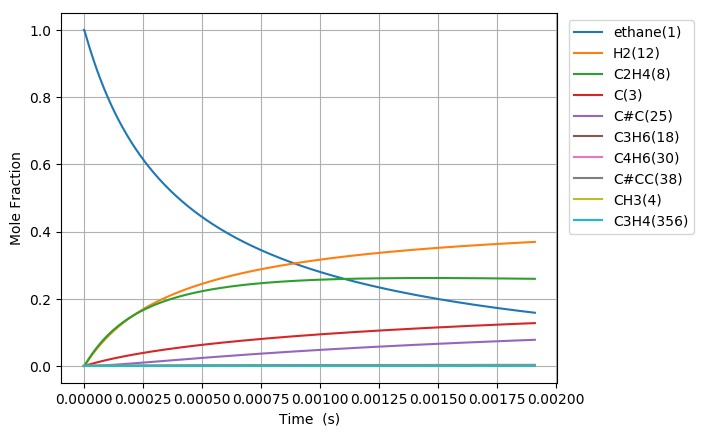 1.0
0.8
0.6
0.4
0.2
0.0
Mole Fraction
0.00000 0.00025 0.00050 0.00075 0.00100 0.00125 0.00150 0.00175 0.00200
Time (s)
ethane(1)
H2(12)
C2H4(8)
C(3)
C#C(25)
C3H6(18)
C4H6(30)
C#CC(38)
CH3(4)
C3H4(356)